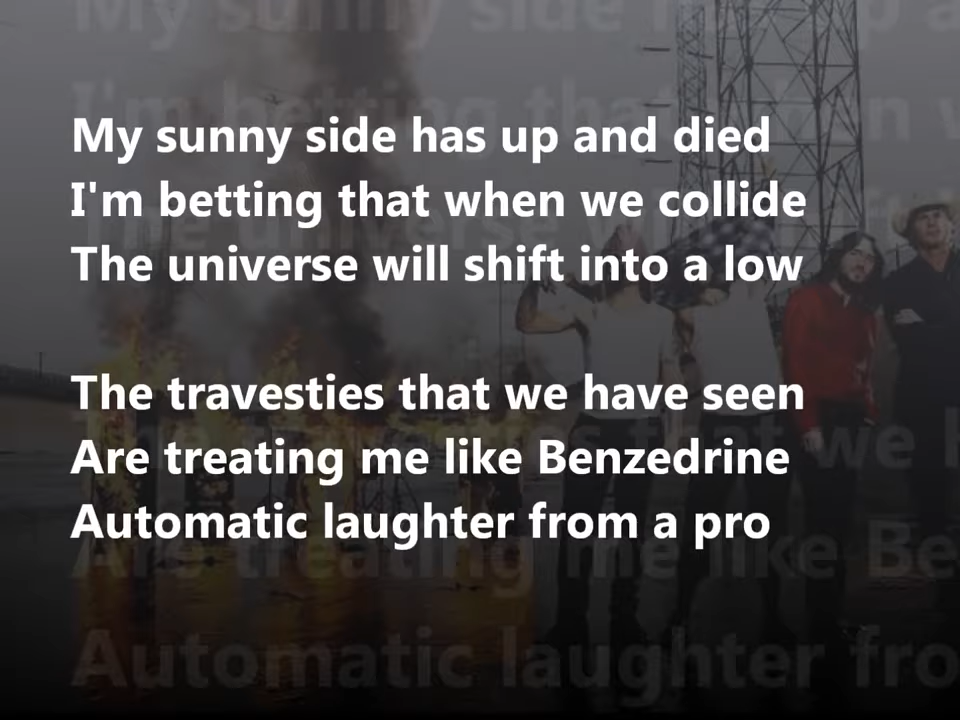 My sunny side has up and died
I'm betting that when we collide
The universe will shift into a low
The travesties that we have seen
Are treating me like Benzedrine
Automatic laughter from a pro